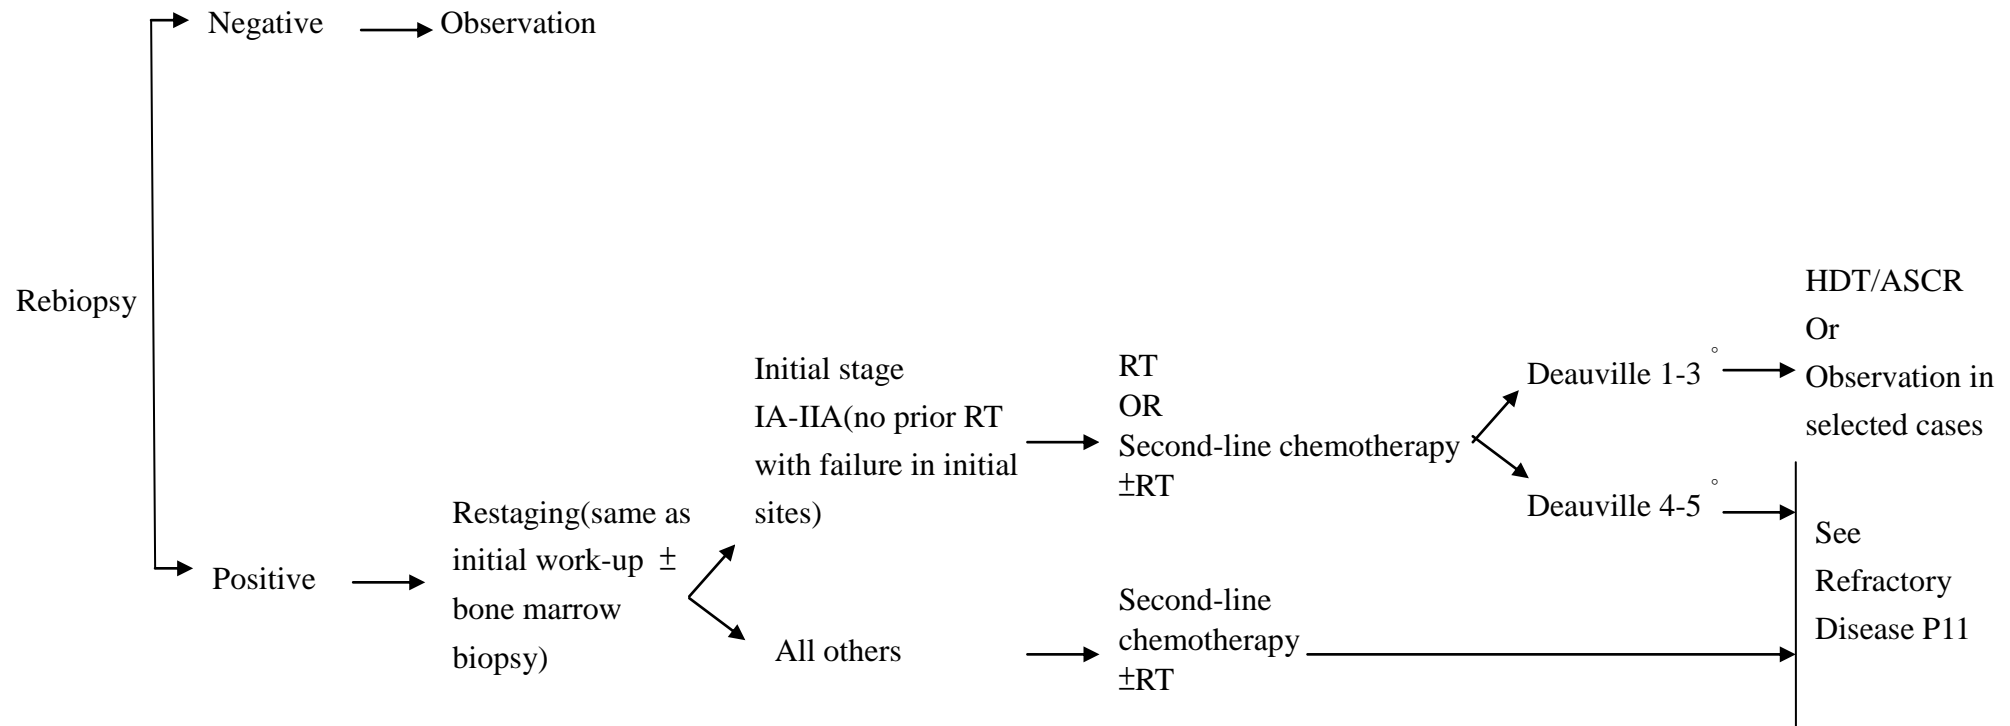 Negative
Observation
Rebiopsy
Positive
Restaging(same as
initial work-up ±
bone marrow
biopsy)
Initial stage
IA-IIA(no prior RT
with failure in initial
sites)
All others
RT
OR
Second-line chemotherapy
±RT
Second-line
chemotherapy
±RT
Deauville 1-3 °
Deauville 4-5 °
HDT/ASCR
Or
Observation in
selected cases
See
Refractory
Disease P11